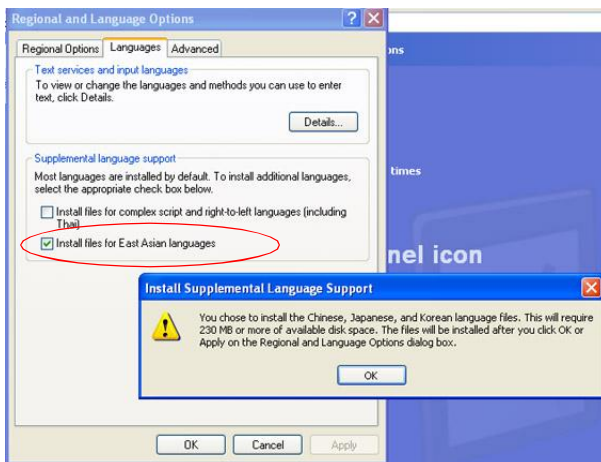 Regional and Language Options
Regional Options Languages Advanced
Text services and input languages
To view or change the languages and methods you can use to enter
text, click Details.
Details...
Supplemental language support
Most languages are installed by default. To install additional languages,
select the appropriate check box below.
Install files for complex script and right-to-left languages (including
Thai)
Install files for East Asian languages
ons
times
nel icon
Install Supplemental Language Support
You chose to install the Chinese, Japanese, and Korean language files. This will require
230 MB or more of available disk space. The files will be installed after you click OK or
Apply on the Regional and Language Options dialog box.
OK
OK Cancel Apply